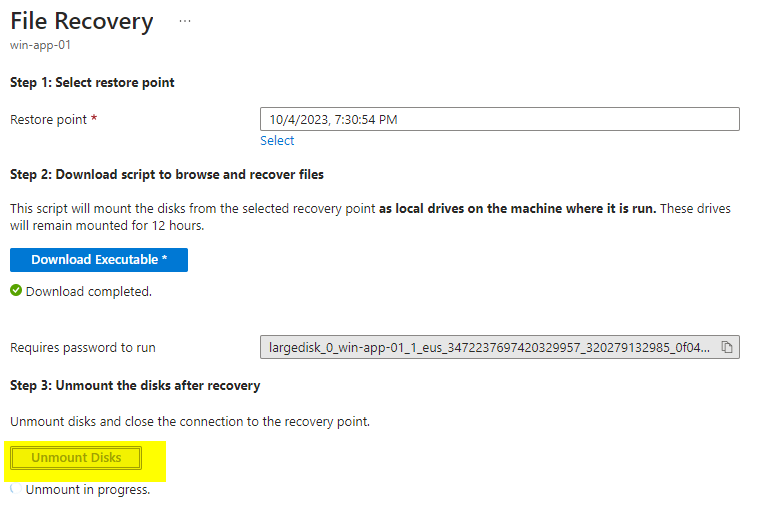 File Recovery ...
win-app-01
Step 1: Select restore point
Restore point *
10/4/2023, 7:30:54 PM
Select
Step 2: Download script to browse and recover files
This script will mount the disks from the selected recovery point as local drives on the machine where it is run. These drives
will remain mounted for 12 hours.
Download Executable *
Download completed.
Requires password to run
largedisk_0_win-app-01_1_eus_3472237697420329957_320279132985_0f04...
Step 3: Unmount the disks after recovery
Unmount disks and close the connection to the recovery point.
Unmount Disks
Unmount in progress.